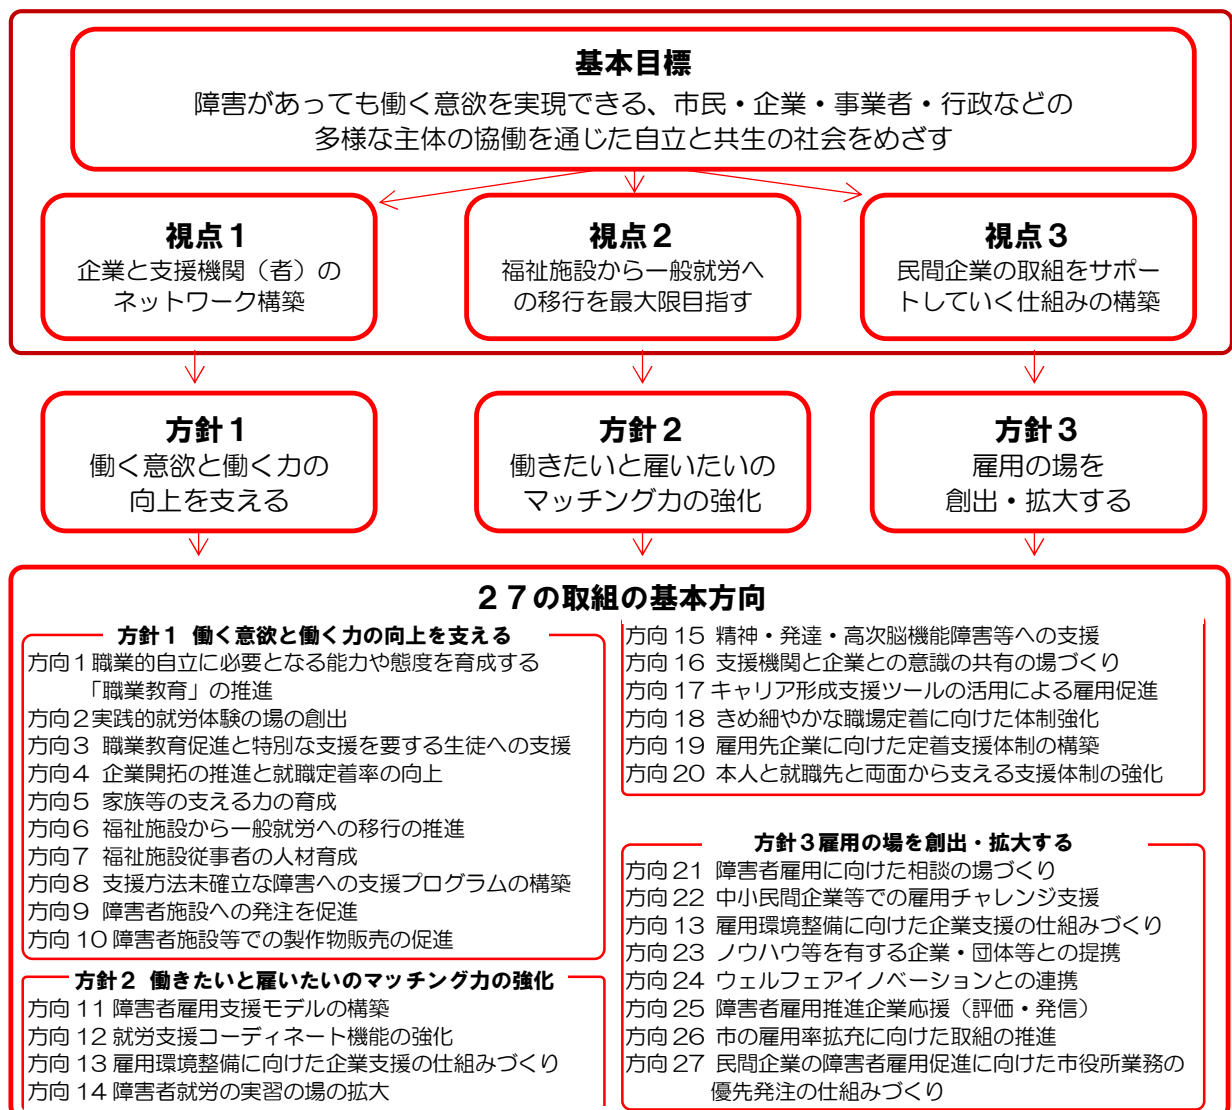 基本目標
障害があっても働く意欲を実現できる、市民・企業・事業者・行政などの
多様な主体の協働を通じた自立と共生の社会をめざす
視点１
企業と支援機関（者）の
ネットワーク構築
視点２
福祉施設から一般就労へ
の移行を最大限目指す
視点３
民間企業の取組をサポー
トしていく仕組みの構築
方針１
働く意欲と働く力の
向上を支える
方針２
働きたいと雇いたいの
マッチング力の強化
方針３
雇用の場を
創出・拡大する
２７の取組の基本方向
方針１ 働く意欲と働く力の向上を支える
方向１職業的自立に必要となる能力や態度を育成する
「職業教育」の推進
方向２実践的就労体験の場の創出
方向３ 職業教育促進と特別な支援を要する生徒への支援
方向４ 企業開拓の推進と就職定着率の向上
方向５ 家族等の支える力の育成
方向６ 福祉施設から一般就労への移行の推進
方向７ 福祉施設従事者の人材育成
方向８ 支援方法未確立な障害への支援プログラムの構築
方向９ 障害者施設への発注を促進
方向 10 障害者施設等での製作物販売の促進
方針２ 働きたいと雇いたいのマッチング力の強化
方向 11 障害者雇用支援モデルの構築
方向 12 就労支援コーディネート機能の強化
方向 13 雇用環境整備に向けた企業支援の仕組みづくり
方向 14 障害者就労の実習の場の拡大
方向 15 精神・発達・高次脳機能障害等への支援
方向 16 支援機関と企業との意識の共有の場づくり
方向 17 キャリア形成支援ツールの活用による雇用促進
方向 18 きめ細やかな職場定着に向けた体制強化
方向 19 雇用先企業に向けた定着支援体制の構築
方向 20 本人と就職先と両面から支える支援体制の強化
方針３雇用の場を創出・拡大する
方向 21 障害者雇用に向けた相談の場づくり
方向 22 中小民間企業等での雇用チャレンジ支援
方向 13 雇用環境整備に向けた企業支援の仕組みづくり
方向 23 ノウハウ等を有する企業・団体等との提携
方向 24 ウェルフェアイノベーションとの連携
方向 25 障害者雇用推進企業応援（評価・発信）
方向 26 市の雇用率拡充に向けた取組の推進
方向 27 民間企業の障害者雇用促進に向けた市役所業務の
優先発注の仕組みづくり